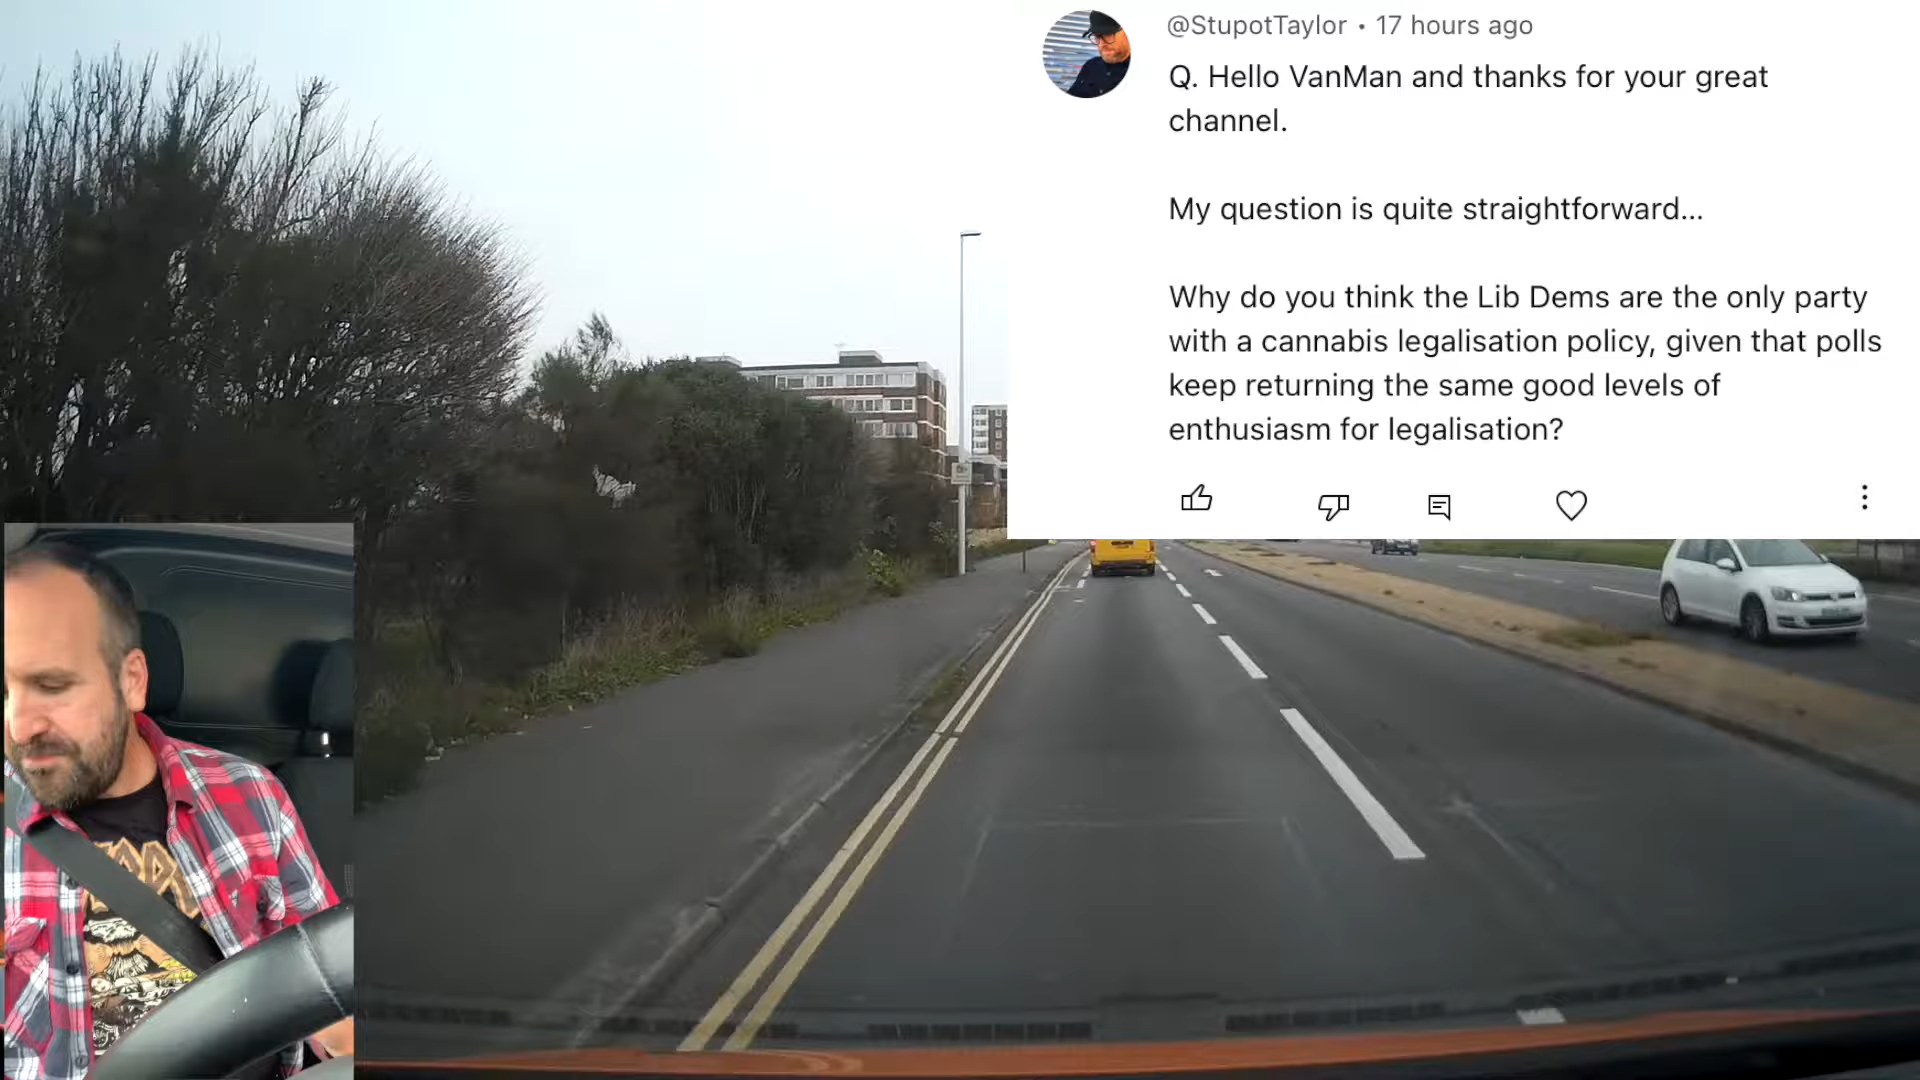 @StupotTaylor • 17 hours ago
Q. Hello VanMan and thanks for your great
channel.
My question is quite straightforward...
Why do you think the Lib Dems are the only party
with a cannabis legalisation policy, given that polls
keep returning the same good levels of
enthusiasm for legalisation?